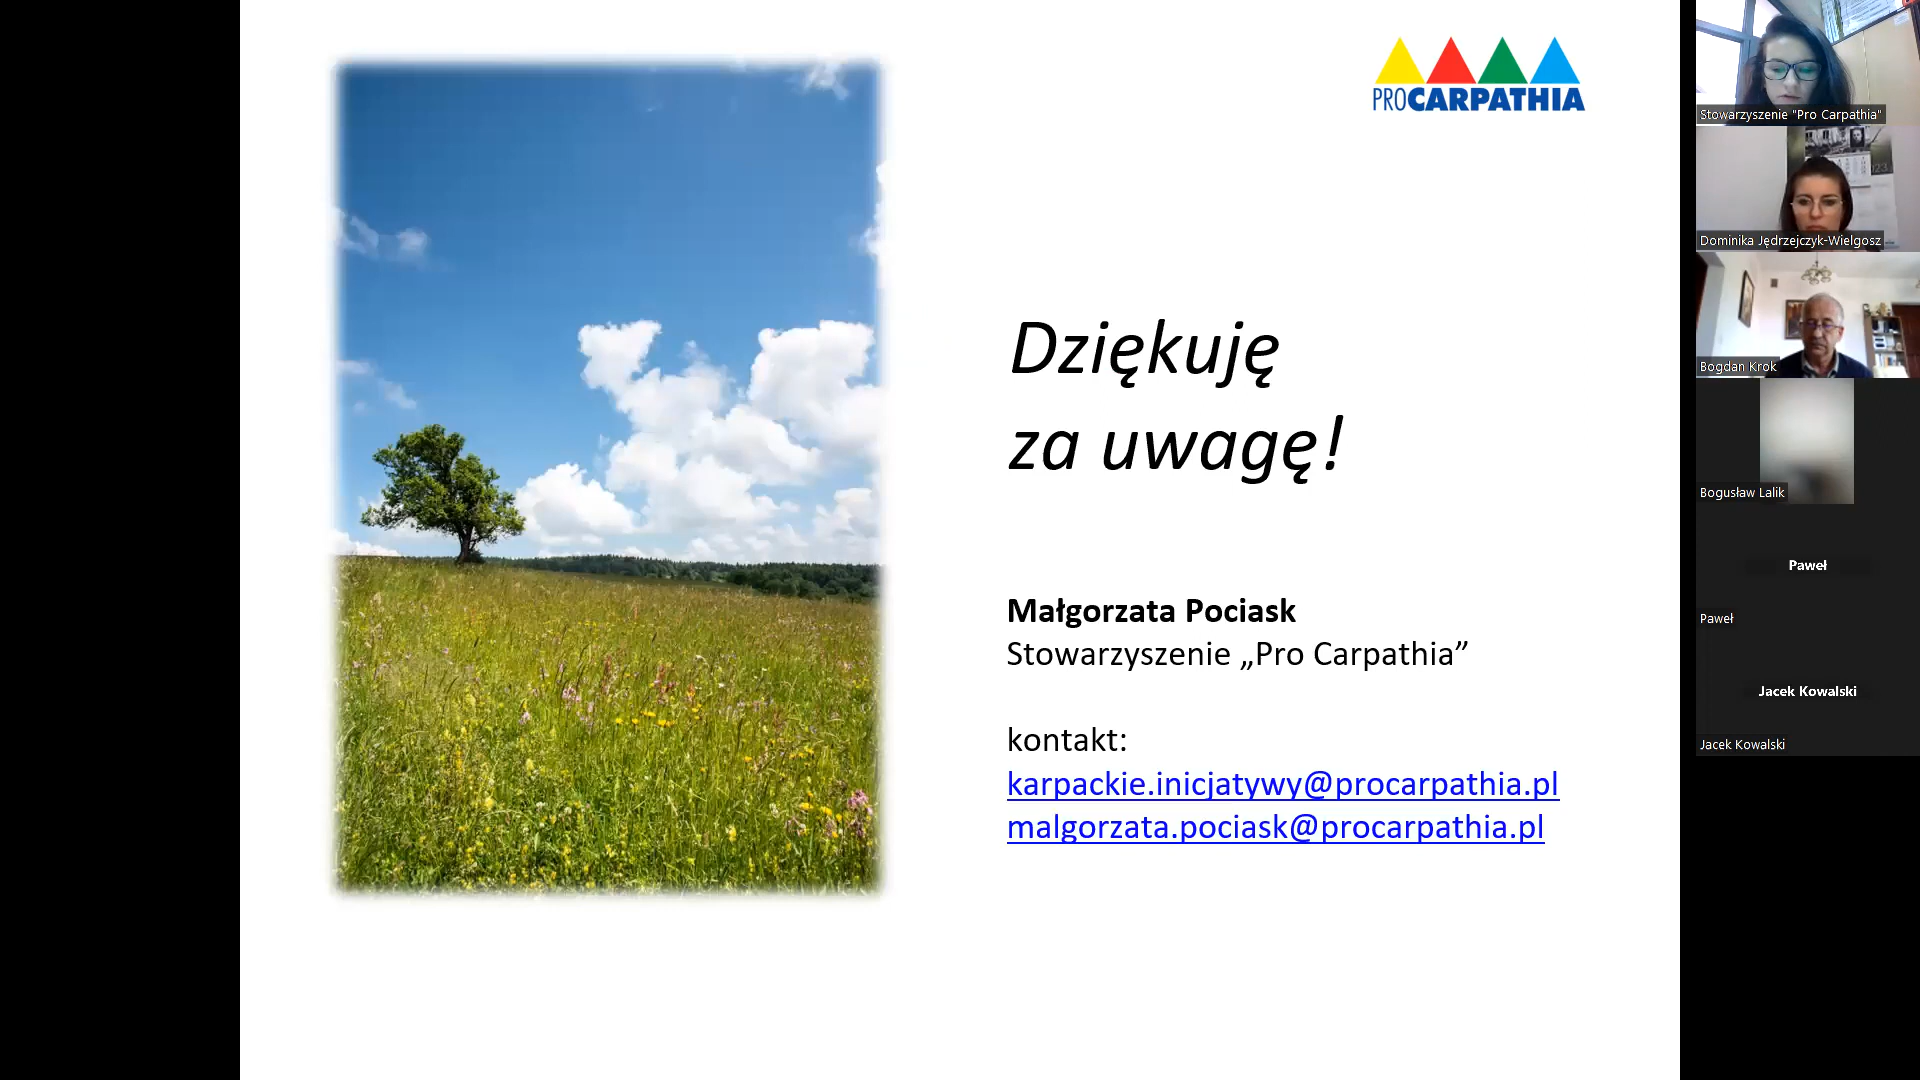 PROCARPATHIA
Dziękuję
za uwagę!
Małgorzata Pociask
Stowarzyszenie „Pro Carpathia”
kontakt:
karpackie.inicjatywy@procarpathia.pl
malgorzata.pociask@procarpathia.pl
Stowarzyszenie "Pro Carpathia"
Dominika Jędrzejczyk-Wielgosz
Bogdan Krok
Bogusław Lalik
Paweł
Paweł
Jacek Kowalski
Jacek Kowalski